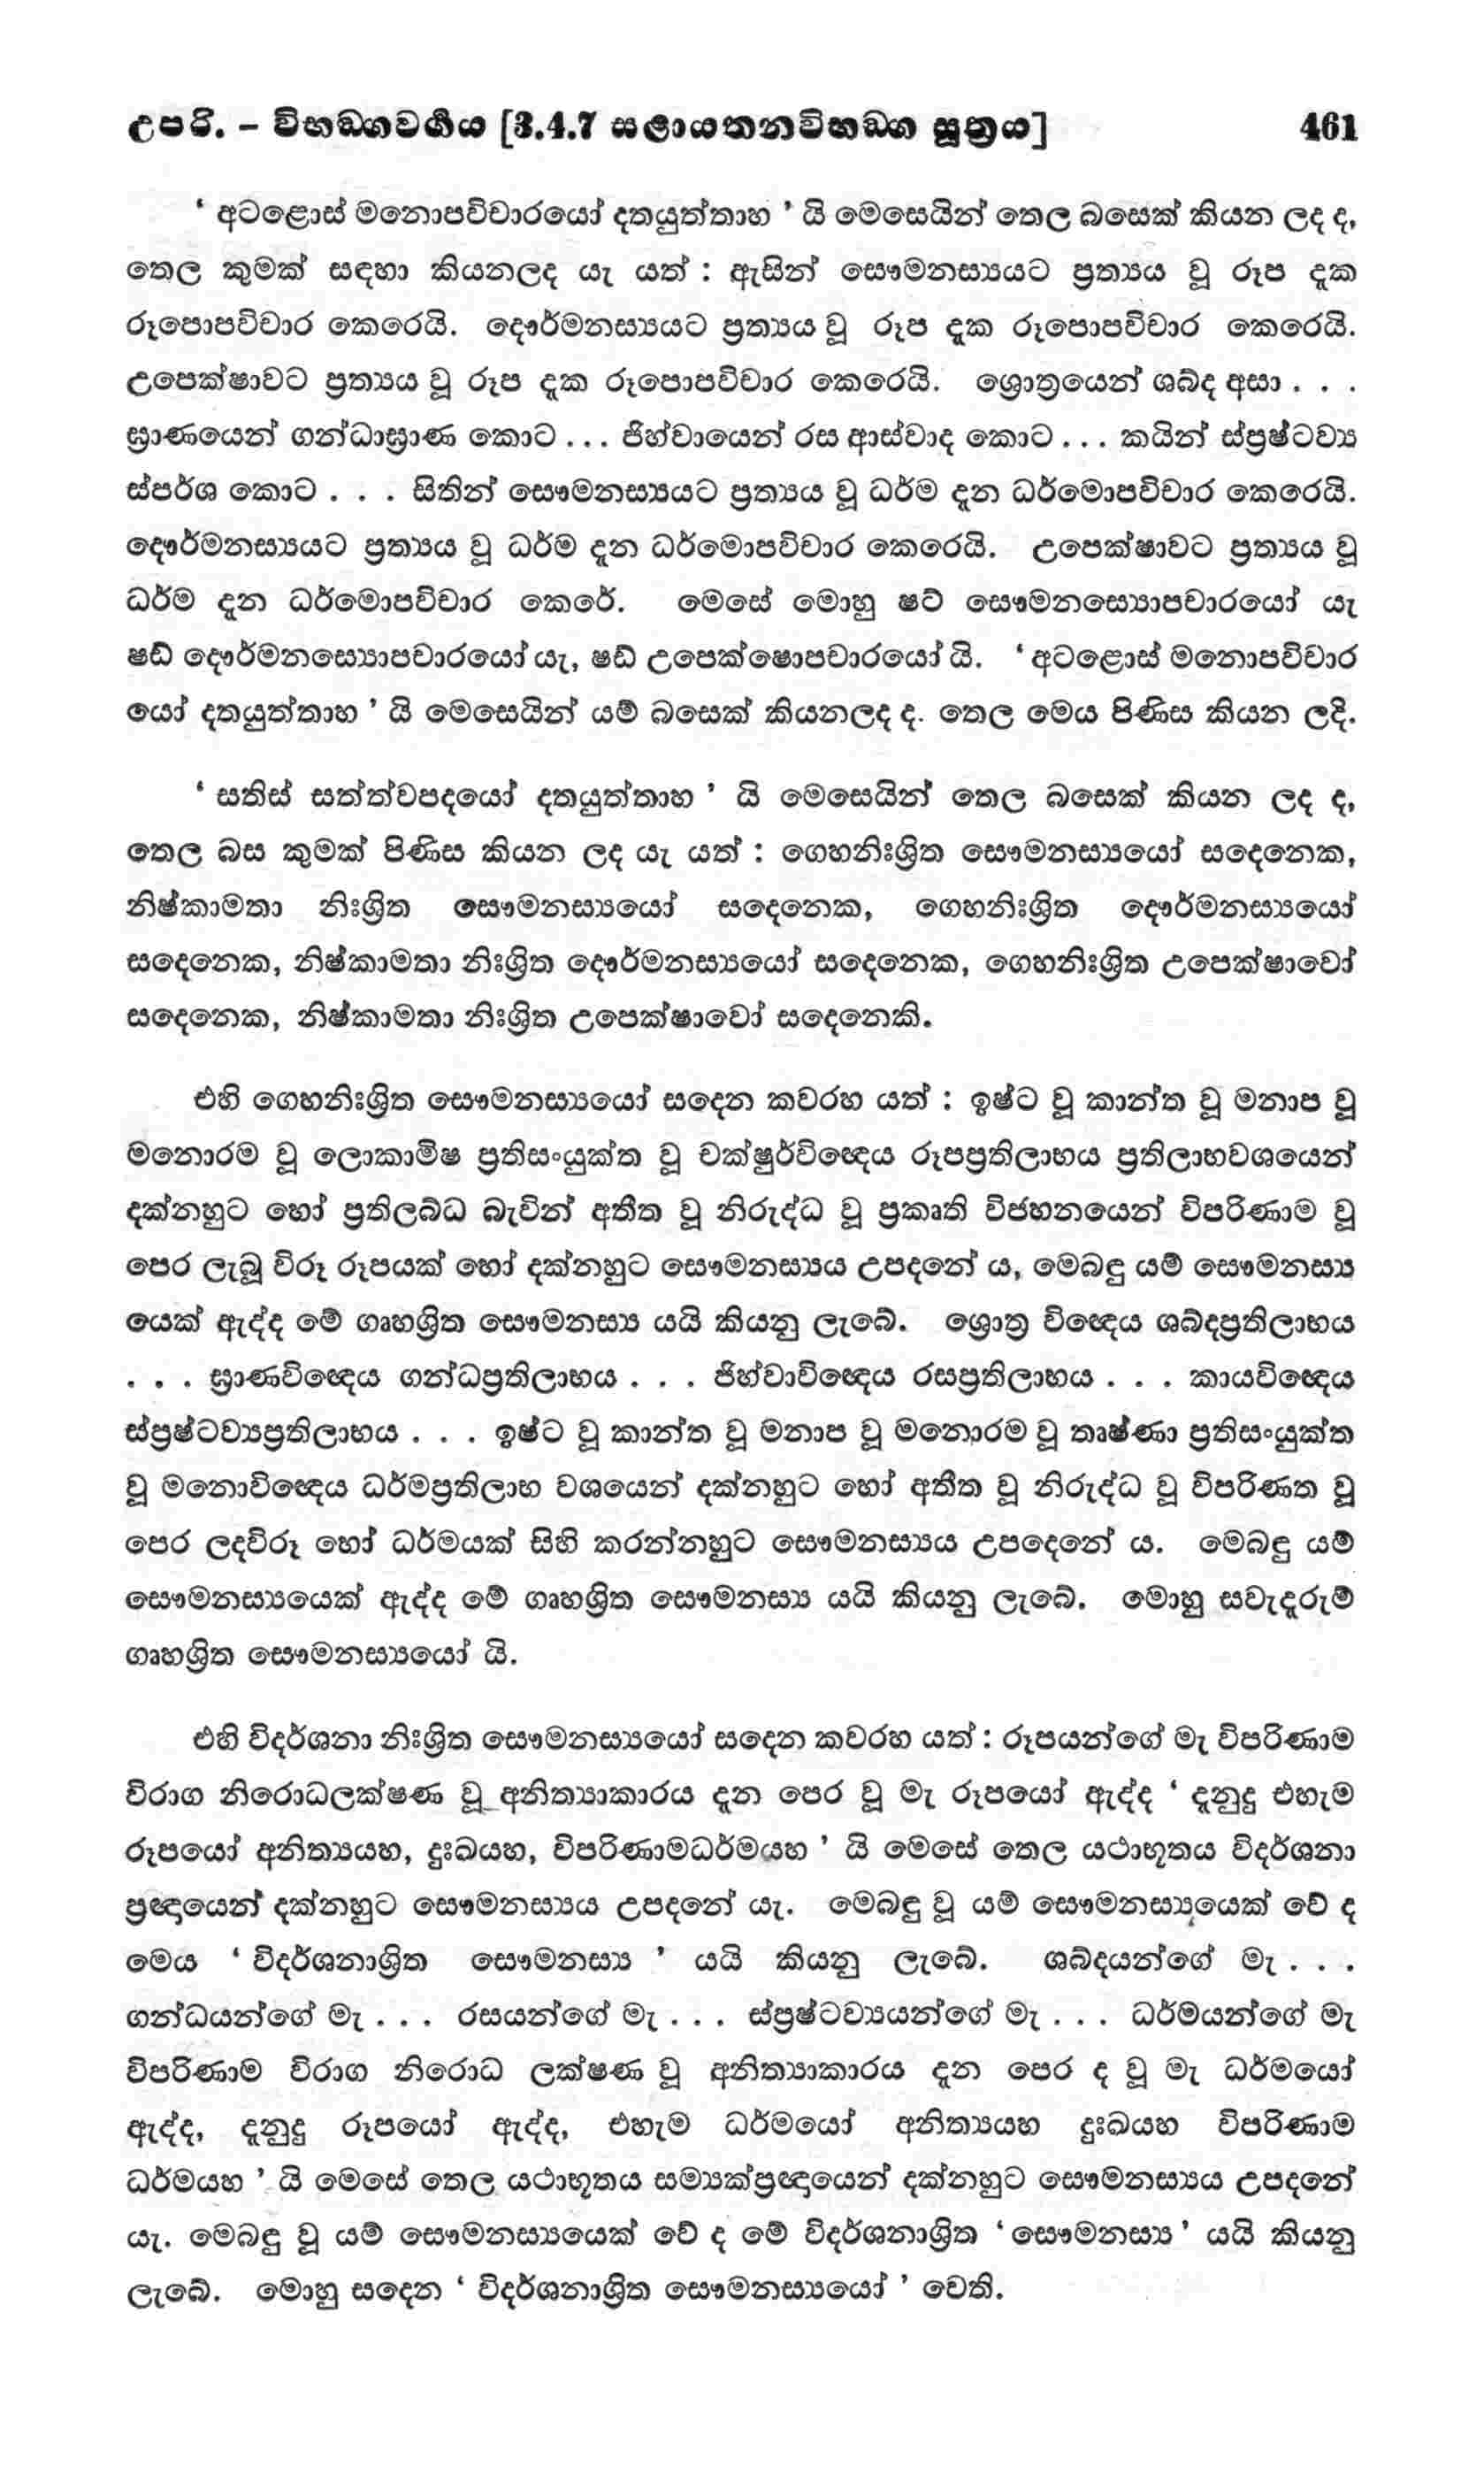 උපරි. – විභඞ්ගවර්‍ගය [3.4.7 සළායතනවිභඞ්ග සූත්‍රය] 461
‘ අටළොස් මනොපවිචාරයෝ දතයුත්තාහ ’ යි මෙසෙයින් තෙල බසෙක් කියන ලද ද,
තෙල කුමක් සඳහා කියනලද යැ යත් : ඇසින් සෞමනස්‍යයට ප්‍රත්‍යය වූ රූප දැක
රූපොපවිචාර කෙරෙයි. දෞර්මනස්‍යයට ප්‍රත්‍යය වූ රූප දැක රූපොපවිචාර කෙරෙයි.
උපෙක්ෂාවට ප්‍රත්‍යය වූ රූප දැක රූපොපවිචාර කෙරෙයි. ශ්‍රොත්‍රයෙන් ශබ්ද අසා . . .
ඝ්‍රාණයෙන් ගන්ධාඝ්‍රාණ කොට . . . ජිහ්වායෙන් රස ආස්වාද කොට . . . කයින් ස්ප්‍රෂ්ටව්‍ය
ස්පර්ශ කොට . . . සිතින් සෞමනස්‍යයට ප්‍රත්‍යය වූ ධර්ම දැන ධර්මොපවිචාර කෙරෙයි.
දෞර්මනස්‍යයට ප්‍රත්‍යය වූ ධර්ම දැන ධර්මොපවිචාර කෙරෙයි. උපෙක්ෂාවට ප්‍රත්‍යය වූ
ධර්ම දැන ධර්මොපවිචාර කෙරේ. මෙසේ මොහු ෂට් සෞමනස්‍යොපචාරයෝ යැ
ෂඩ් දෞර්මනස්‍යොපචාරයෝ යැ, ෂඩ් උපෙක්ෂොපචාරයෝ යි. ‘ අටළොස් මනොපවිචාර
යෝ දතයුත්තාහ ’ යි මෙසෙයින් යම් බසෙක් කියනලද ද. තෙල මෙය පිණිස කියන ලදි.
‘ සතිස් සත්ත්වපදයෝ දතයුත්තාහ ’ යි මෙසෙයින් තෙල බසෙක් කියන ලද ද,
තෙල බස කුමක් පිණිස කියන ලද යැ යත් : ගෙහනිඃශ්‍රිත සෞමනස්‍යයෝ සදෙනෙක,
නිෂ්කාමතා නිඃශ්‍රිත සෞමනස්‍යයෝ සදෙනෙක, ගෙහනිඃශ්‍රිත දෞර්මනස්‍යයෝ
සදෙනෙක, නිෂ්කාමතා නිඃශ්‍රිත දෞර්මනස්‍යයෝ සදෙනෙක, ගෙහනිඃශ්‍රිත උපෙක්ෂාවෝ
සදෙනෙක, නිෂ්කාමතා නිඃශ්‍රිත උපෙක්ෂාවෝ සදෙනෙකි.
එහි ගෙහනිඃශ්‍රිත සෞමනස්‍යයෝ සදෙන කවරහ යත් : ඉෂ්ට වූ කාන්ත වූ මනාප වූ
මනොරම වූ ලොකාමිෂ ප්‍රතිසංයුක්ත වූ චක්ෂුර්විඥෙය රූපප්‍රතිලාභය ප්‍රතිලාභවශයෙන්
දක්නහුට හෝ ප්‍රතිලබ්ධ බැවින් අතීත වූ නිරුද්ධ වූ ප්‍රකෘති විජහනයෙන් විපරිණාම වූ
පෙර ලැබූ විරූ රූපයක් හෝ දක්නහුට සෞමනස්‍යය උපදනේ ය, මෙබඳු යම් සෞමනස්‍ය
යෙක් ඇද්ද මේ ගෘහශ්‍රිත සෞමනස්‍ය යයි කියනු ලැබේ. ශ්‍රොත්‍ර විඥෙය ශබ්දප්‍රතිලාභය
. . . ඝ්‍රාණවිඥෙය ගන්ධප්‍රතිලාභය . . . ජිහ්වාවිඥෙය රසප්‍රතිලාභය . . . කායවිඥෙය
ස්ප්‍රෂ්ටව්‍යප්‍රතිලාභය . . . ඉෂ්ට වූ කාන්ත වූ මනාප වූ මනොරම වූ තෘෂ්ණා ප්‍රතිසංයුක්ත
වූ මනොවිඥෙය ධර්මප්‍රතිලාභ වශයෙන් දක්නහුට හෝ අතීත වූ නිරුද්ධ වූ විපරිණත වූ
පෙර ලදවිරූ හෝ ධර්මයක් සිහි කරන්නහුට සෞමනස්‍යය උපදෙනේ ය. මෙබඳු යම්
සෞමනස්‍යයෙක් ඇද්ද මේ ගෘහශ්‍රිත සෞමනස්‍ය යයි කියනු ලැබේ. මොහු සවැදෑරුම්
ගෘහශ්‍රිත සෞමනස්‍යයෝ යි.
එහි විදර්ශනා නිඃශ්‍රිත සෞමනස්‍යයෝ සදෙන කවරහ යත් : රූපයන්ගේ මැ විපරිණාම
විරාග නිරොධලක්ෂණ වූ අනිත්‍යාකාරය දැන පෙර වූ මැ රූපයෝ ඇද්ද ‘ දැනුදු එහැම
රූපයෝ අනිත්‍යයහ, දුඃඛයහ, විපරිණාමධර්මයහ ’ යි මෙසේ තෙල යථාභූතය විදර්ශනා
ප්‍රඥායෙන් දක්නහුට සෞමනස්‍යය උපදනේ යැ. මෙබඳු වූ යම් සෞමනස්‍යයෙක් වේ ද
මෙය ‘ විදර්ශනාශ්‍රිත සෞමනස්‍ය ’ යයි කියනු ලැබේ. ශබ්දයන්ගේ මැ . . .
ගන්ධයන්ගේ මැ . . . රසයන්ගේ මැ . . . ස්ප්‍රෂ්ටව්‍යයන්ගේ මැ . . . ධර්මයන්ගේ මැ
විපරිණාම විරාග නිරොධ ලක්ෂණ වූ අනිත්‍යාකාරය දැන පෙර ද වූ මැ ධර්මයෝ
ඇද්ද, දැනුදු රූපයෝ ඇද්ද, එහැම ධර්මයෝ අනිත්‍යයහ දුඃඛයහ විපරිණාම
ධර්මයහ ’ යි මෙසේ තෙල යථාභූතය සම්‍යක්ප්‍රඥායෙන් දක්නහුට සෞමනස්‍යය උපදනේ
යැ. මෙබඳු වූ යම් සෞමනස්‍යයෙක් වේ ද මේ විදර්ශනාශ්‍රිත ‘ සෞමනස්‍ය ’ යයි කියනු
ලැබේ. මොහු සදෙන ‘ විදර්ශනාශ්‍රිත සෞමනස්‍යයෝ ’ වෙති.